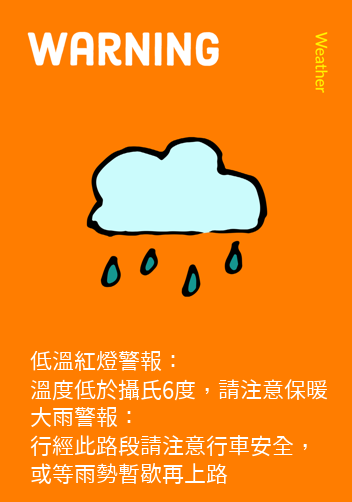 WARNING
Weather
低溫紅燈警報：
溫度低於攝氏6度，請注意保暖
大雨警報：
行經此路段請注意行車安全，
或等雨勢暫歇再上路